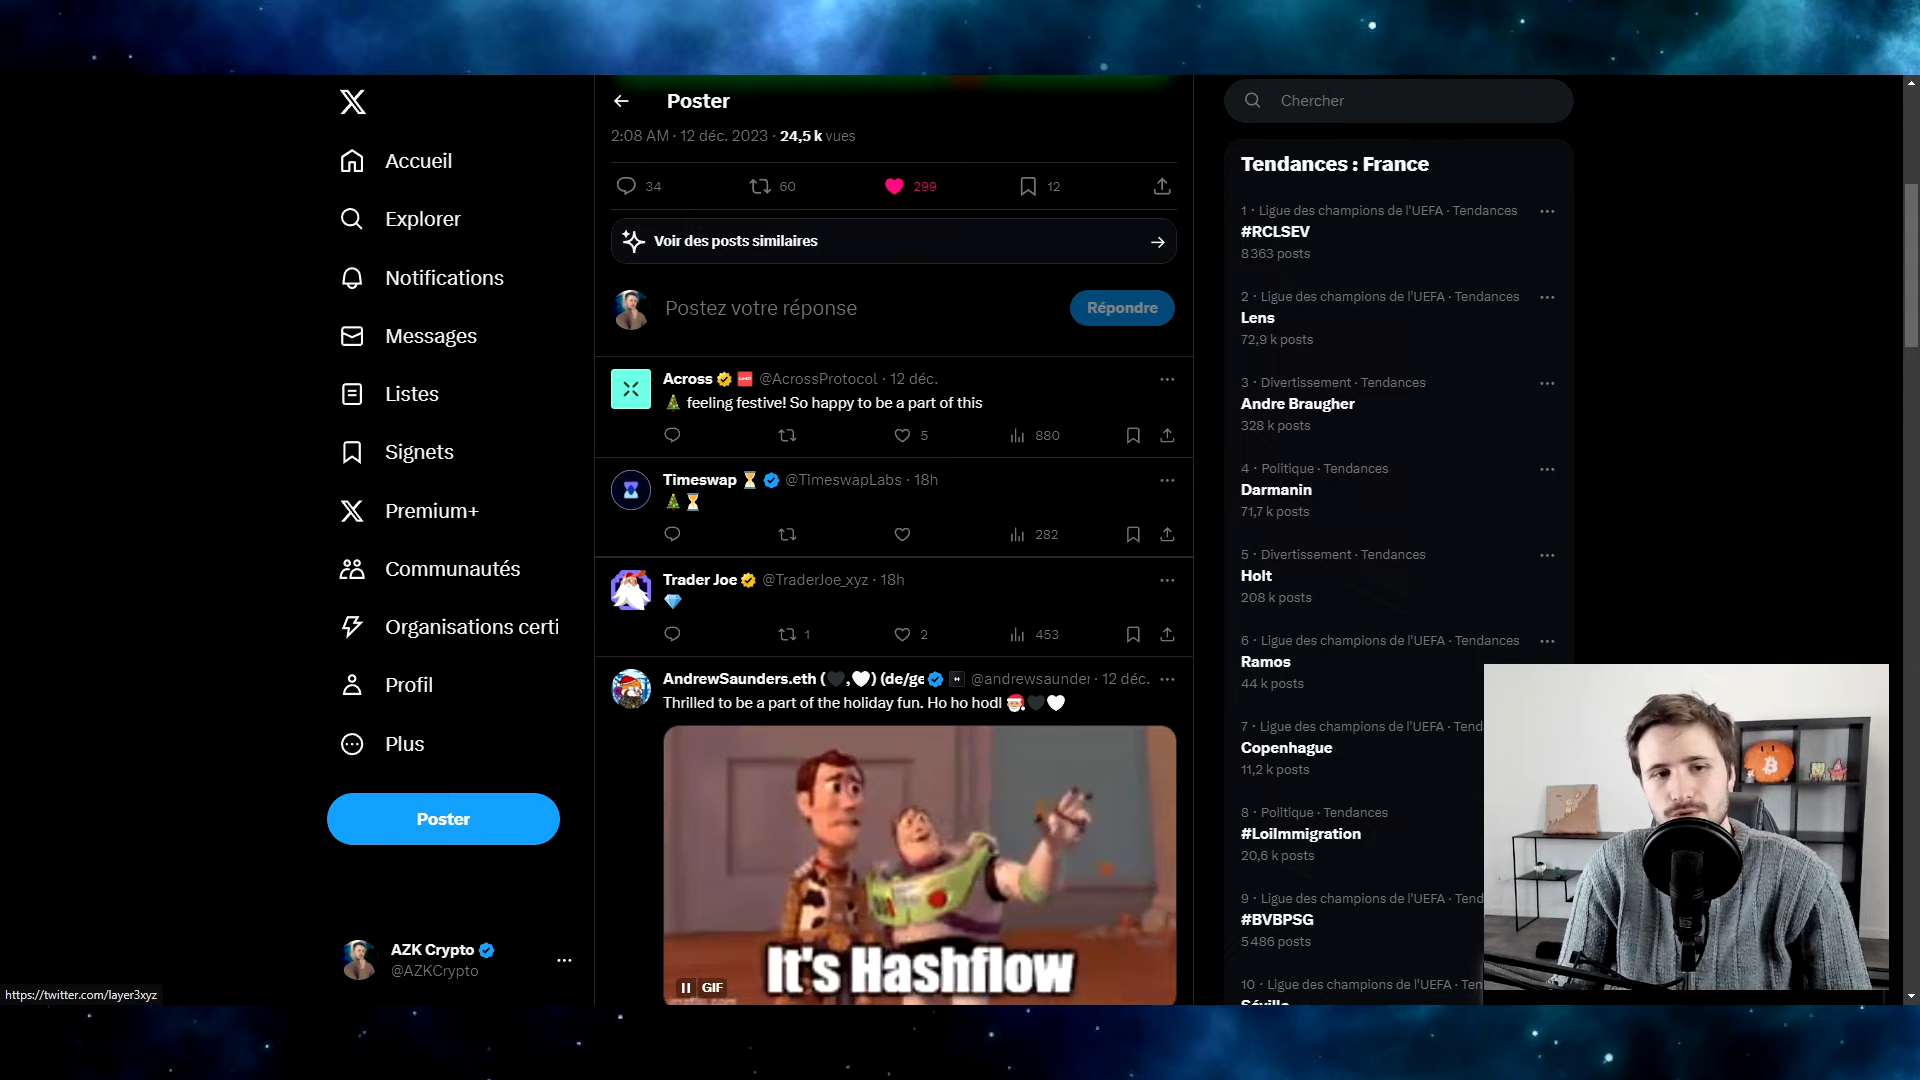 Poster
2:08 AM · 12 déc. 2023 · 24,5 k vues
34
60
299
12
Voir des posts similaires
Postez votre réponse
Répondre
Across @AcrossProtocol · 12 déc.
🎄 feeling festive! So happy to be a part of this
5
880
Timeswap ⏳ @TimeswapLabs · 18h
🎄⏳
282
Trader Joe @TraderJoe_xyz · 18h
💎
1
2
453
AndrewSaunders.eth (🖤,🤍) (de/ge @andrewsaunder · 12 déc.
Thrilled to be a part of the holiday fun. Ho ho hodl 🎅🏻🖤🤍
It's Hashflow
GIF
Accueil
Explorer
Notifications
Messages
Listes
Signets
Premium+
Communautés
Organisations certi
Profil
Plus
Poster
AZK Crypto
@AZKCrypto
https://twitter.com/layer3xyz
Chercher
Tendances : France
1 · Ligue des champions de l'UEFA · Tendances
#RCLSEV
8 363 posts
2 · Ligue des champions de l'UEFA · Tendances
Lens
72,9 k posts
3 · Divertissement · Tendances
Andre Braugher
328 k posts
4 · Politique · Tendances
Darmanin
71,7 k posts
5 · Divertissement · Tendances
Holt
208 k posts
6 · Ligue des champions de l'UEFA · Tendances
Ramos
44 k posts
7 · Ligue des champions de l'UEFA · Tend
Copenhague
11,2 k posts
8 · Politique · Tendances
#LoiImmigration
20,6 k posts
9 · Ligue des champions de l'UEFA · Tend
#BVBPSG
5 486 posts
10 · Ligue des champions de l'UEFA · Ten
Séville